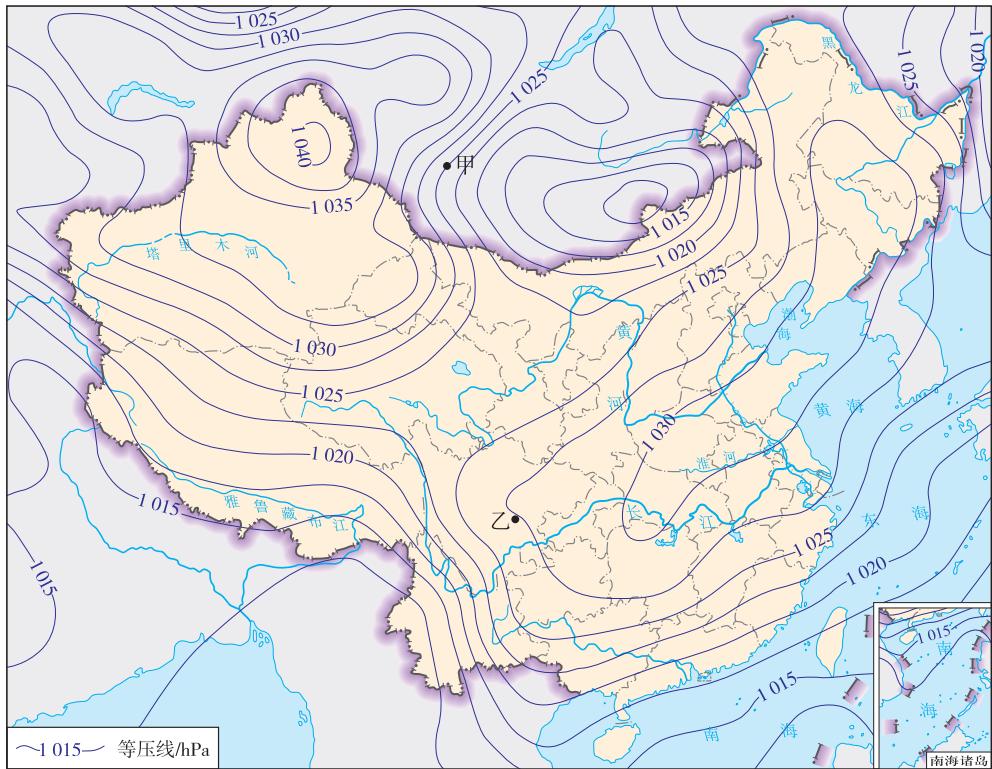 1 025
1 030
1 025
1 025
1 020
黑
龙
江
1 040
甲
1 035
1 015
1 020
1 025
塔里木河
渤海
黄
河
1 030
1 025
黄海
1 030
1 020
淮河
1 015
雅鲁藏布江
乙
长江
东海
1 025
1 020
1 015
1 015
南海
1 015
南
海
南海诸岛
1 015 等压线/hPa